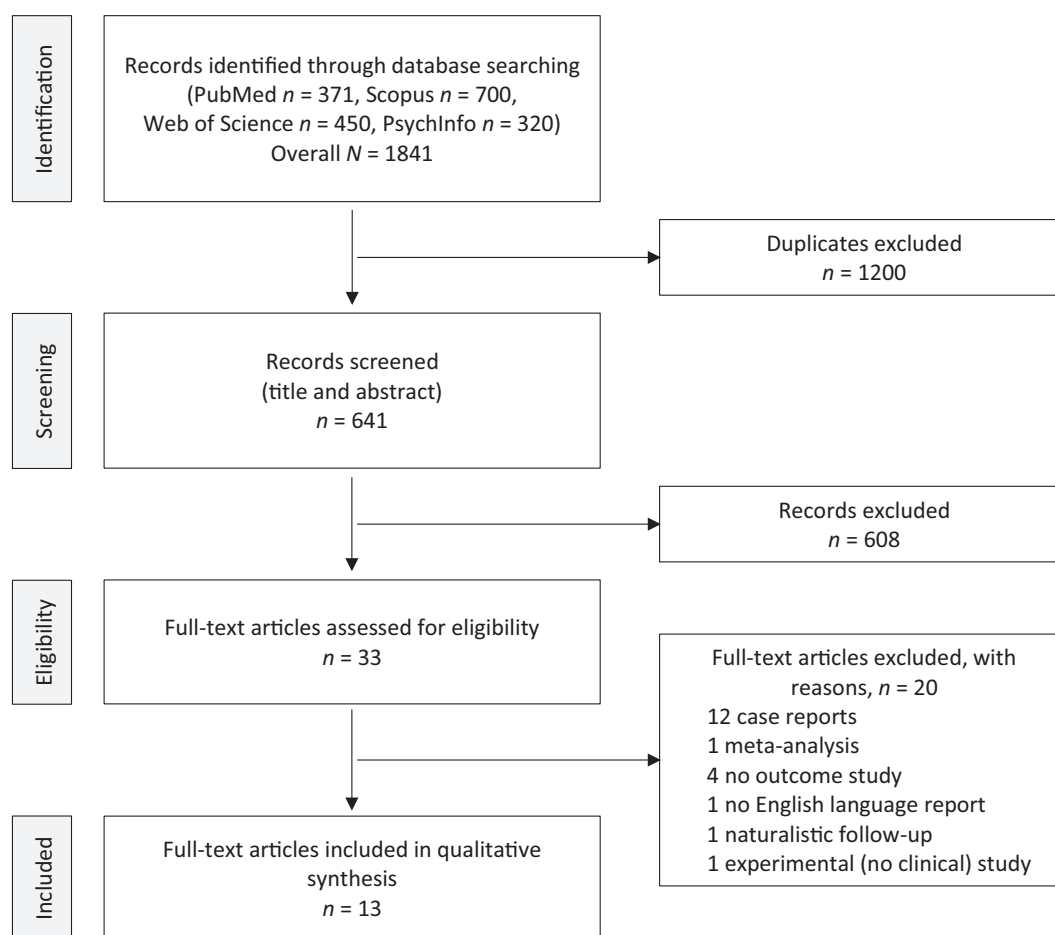 Identification
Records identified through database searching
(PubMed n = 371, Scopus n = 700,
Web of Science n = 450, PsychInfo n = 320)
Overall N = 1841
Duplicates excluded
n = 1200
Screening
Records screened
(title and abstract)
n = 641
Records excluded
n = 608
Eligibility
Full-text articles assessed for eligibility
n = 33
Full-text articles excluded, with
reasons, n = 20
12 case reports
1 meta-analysis
4 no outcome study
1 no English language report
1 naturalistic follow-up
1 experimental (no clinical) study
Included
Full-text articles included in qualitative
synthesis
n = 13